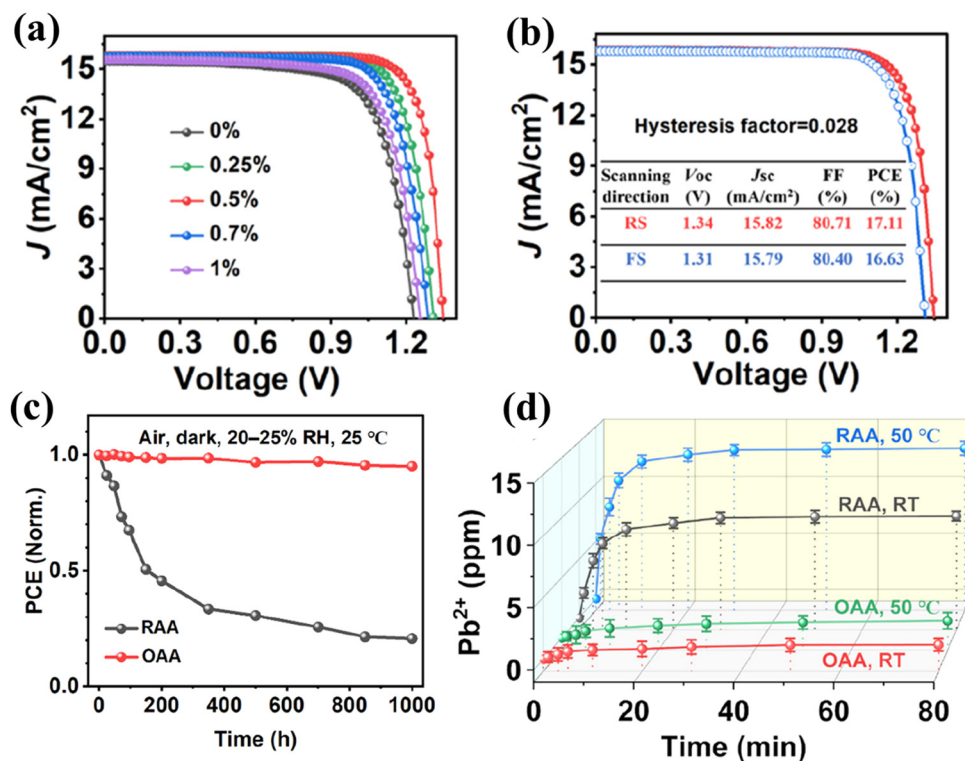 (a)
J (mA/cm²)
15
12
9
6
3
0
0%
0.25%
0.5%
0.7%
1%
0.0 0.3 0.6 0.9 1.2
Voltage (V)
(b)
J (mA/cm²)
15
12
9
6
3
0
Hysteresis factor=0.028
Scanning direction Voc (V) Jsc (mA/cm²) FF (%) PCE (%)
RS 1.34 15.82 80.71 17.11
FS 1.31 15.79 80.40 16.63
0.0 0.3 0.6 0.9 1.2
Voltage (V)
(c)
PCE (Norm.)
1.0
0.5
0.0
Air, dark, 20–25% RH, 25 °C
RAA
OAA
0 200 400 600 800 1000
Time (h)
(d)
Pb²⁺ (ppm)
15
10
5
0
RAA, 50 °C
RAA, RT
OAA, 50 °C
OAA, RT
0 20 40 60 80
Time (min)